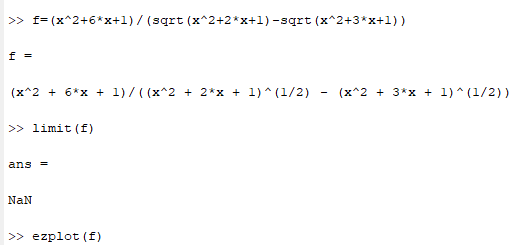 >> f=(x^2+6*x+1)/(sqrt(x^2+2*x+1)-sqrt(x^2+3*x+1))
f =
(x^2 + 6*x + 1)/((x^2 + 2*x + 1)^(1/2) - (x^2 + 3*x + 1)^(1/2))
>> limit(f)
ans =
NaN
>> ezplot(f)